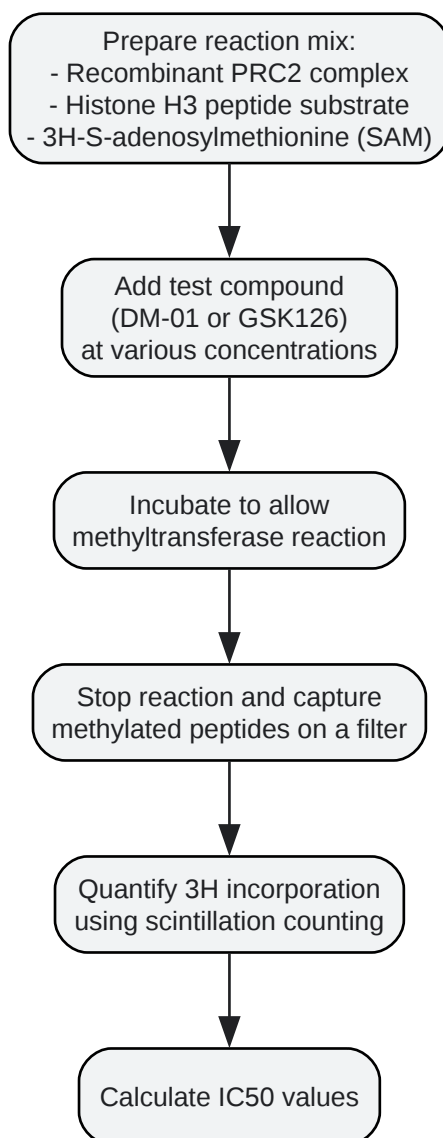 Prepare reaction mix:
- Recombinant PRC2 complex
- Histone H3 peptide substrate
- 3H-S-adenosylmethionine (SAM)
Add test compound
(DM-01 or GSK126)
at various concentrations
Incubate to allow
methyltransferase reaction
Stop reaction and capture
methylated peptides on a filter
Quantify 3H incorporation
using scintillation counting
Calculate IC50 values